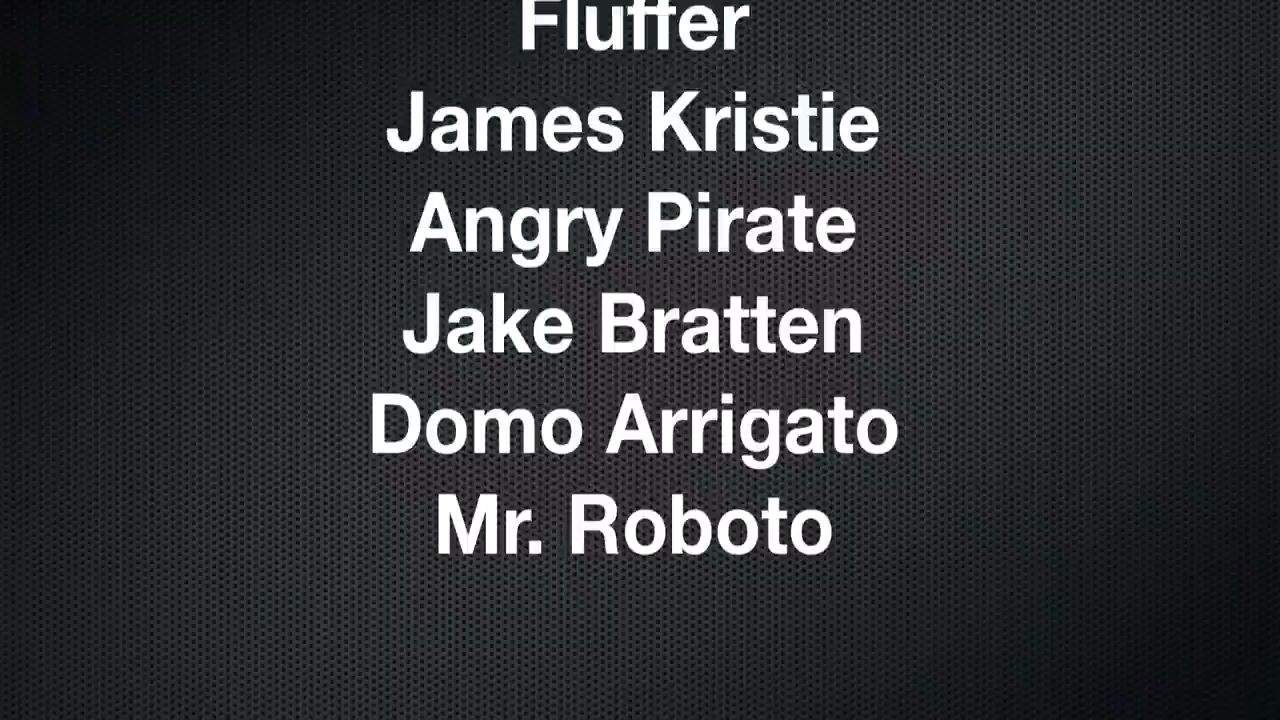 Fluffer
James Kristie
Angry Pirate
Jake Bratten
Domo Arrigato
Mr. Roboto